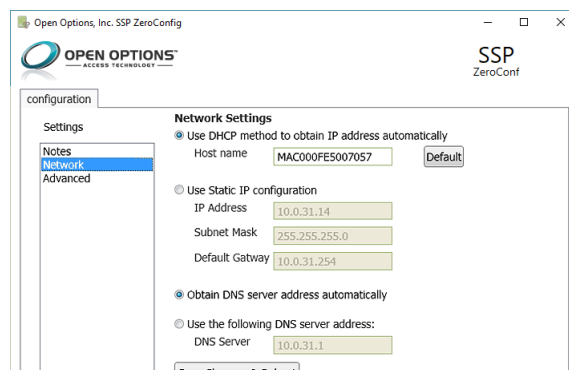 Open Options, Inc. SSP ZeroConfig
OPEN OPTIONS™
ACCESS TECHNOLOGY
SSP
ZeroConf
configuration
Settings
Notes
Network
Advanced
Network Settings
Use DHCP method to obtain IP address automatically
Host name MAC000FE5007057 Default
Use Static IP configuration
IP Address 10.0.31.14
Subnet Mask 255.255.255.0
Default Gatway 10.0.31.254
Obtain DNS server address automatically
Use the following DNS server address:
DNS Server 10.0.31.1